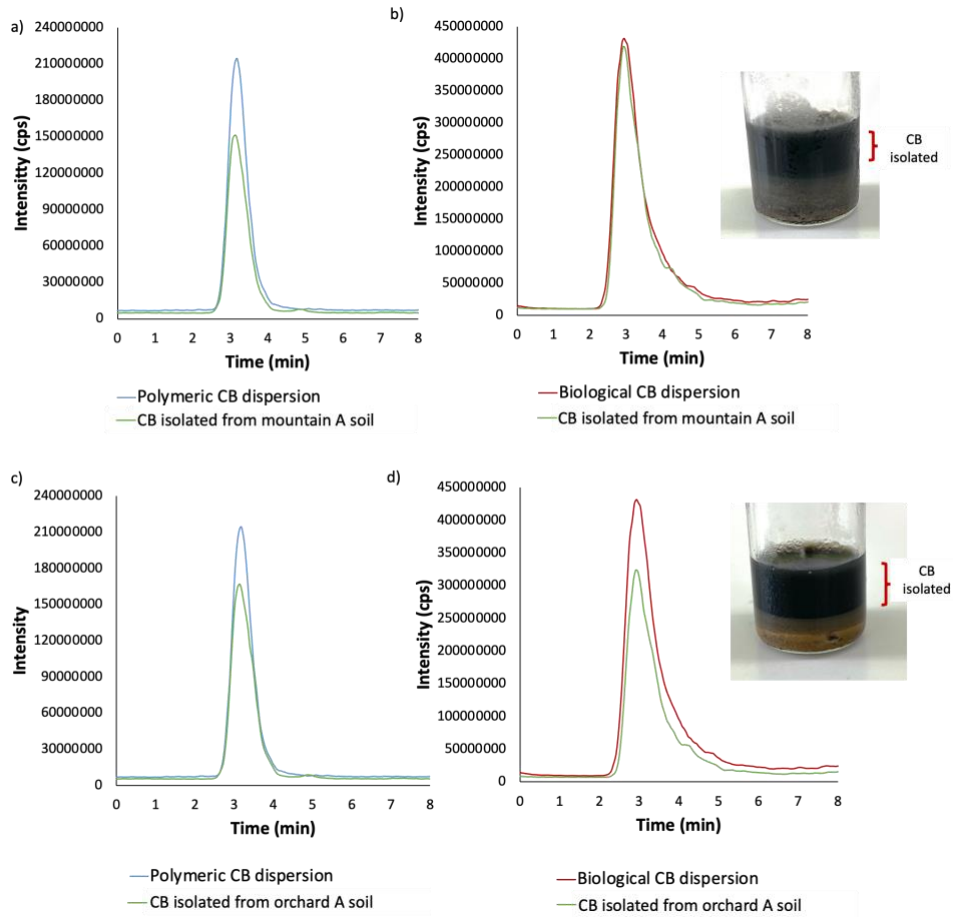 a)
240000000
210000000
180000000
150000000
120000000
90000000
60000000
30000000
0
Intensitty (cps)
0 1 2 3 4 5 6 7 8
Time (min)
Polymeric CB dispersion
CB isolated from mountain A soil
b)
450000000
400000000
350000000
300000000
250000000
200000000
150000000
100000000
50000000
0
Intensity (cps)
0 1 2 3 4 5 6 7 8
Time (min)
Biological CB dispersion
CB isolated from mountain A soil
CB
isolated
c)
240000000
210000000
180000000
150000000
120000000
90000000
60000000
30000000
0
Intensity
0 1 2 3 4 5 6 7 8
Time (min)
Polymeric CB dispersion
CB isolated from orchard A soil
d)
450000000
400000000
350000000
300000000
250000000
200000000
150000000
100000000
50000000
0
Intensity (cps)
0 1 2 3 4 5 6 7 8
Time (min)
Biological CB dispersion
CB isolated from orchard A soil
CB
isolated